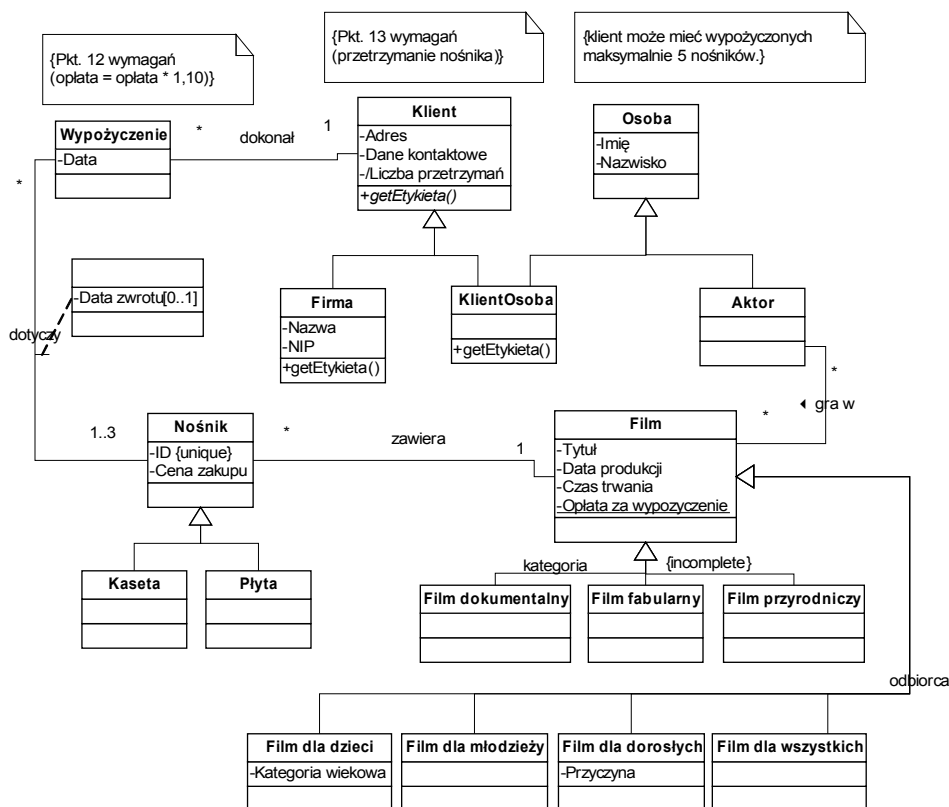 {Pkt. 12 wymagań
(opłata = opłata * 1,10)}
{Pkt. 13 wymagań
(przetrzymanie nośnika)}
{klient może mieć wypożyczonych
maksymalnie 5 nośników.}
Wypożyczenie
-Data
*
dokonał
1
Klient
-Adres
-Dane kontaktowe
-/Liczba przetrzymań
+getEtykieta()
Osoba
-Imię
-Nazwisko
*
-Data zwrotu[0..1]
dotyczy
Firma
-Nazwa
-NIP
+getEtykieta()
KlientOsoba
+getEtykieta()
Aktor
*
gra w
*
1..3
Nośnik
-ID {unique}
-Cena zakupu
*
zawiera
1
Film
-Tytuł
-Data produkcji
-Czas trwania
-Opłata za wypozyczenie
Kaseta
Płyta
kategoria
{incomplete}
Film dokumentalny
Film fabularny
Film przyrodniczy
odbiorca
Film dla dzieci
-Kategoria wiekowa
Film dla młodzieży
Film dla dorosłych
-Przyczyna
Film dla wszystkich